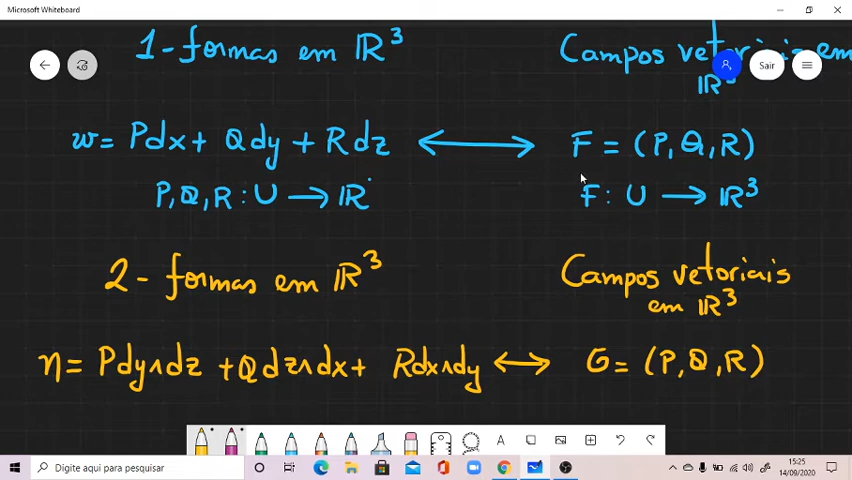 Microsoft Whiteboard
1-formas em ℝ³
Campos vetoriais em
ℝ³
Sair
w= Pdx+ Qdy + Rdz ⟷ F = (P, Q, R)
P, Q, R : U → ℝ
F: U → ℝ³
2- formas em ℝ³
Campos vetoriais
em ℝ³
η= Pdy∧dz +Qdz∧dx+ Rdx∧dy ⟷ G= (P, Q, R)
A
Digite aqui para pesquisar
15:25
14/09/2020